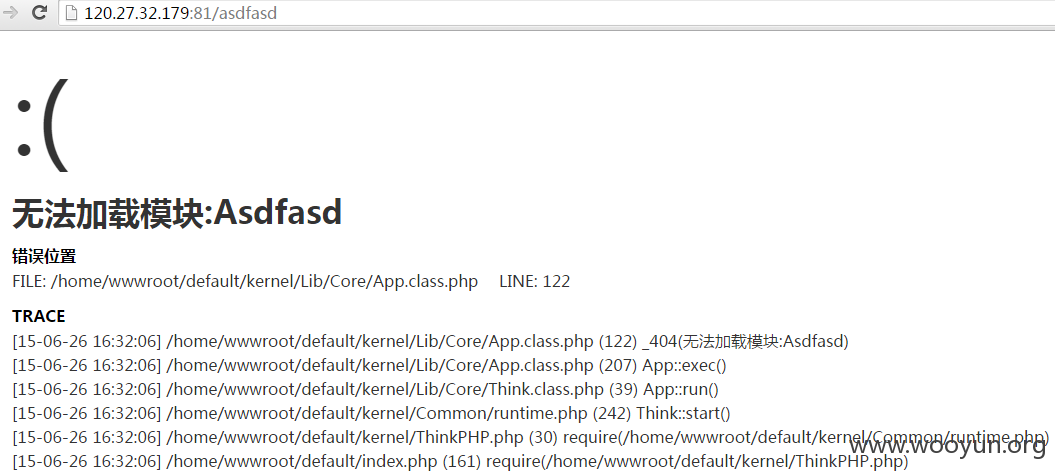 120.27.32.179:81/asdfasd
:(
无法加载模块:Asdfasd
错误位置
FILE: /home/wwwroot/default/kernel/Lib/Core/App.class.php LINE: 122
TRACE
[15-06-26 16:32:06] /home/wwwroot/default/kernel/Lib/Core/App.class.php (122) _404(无法加载模块:Asdfasd)
[15-06-26 16:32:06] /home/wwwroot/default/kernel/Lib/Core/App.class.php (207) App::exec()
[15-06-26 16:32:06] /home/wwwroot/default/kernel/Lib/Core/Think.class.php (39) App::run()
[15-06-26 16:32:06] /home/wwwroot/default/kernel/Common/runtime.php (242) Think::start()
[15-06-26 16:32:06] /home/wwwroot/default/kernel/ThinkPHP.php (30) require(/home/wwwroot/default/kernel/Common/runtime.php)
[15-06-26 16:32:06] /home/wwwroot/default/index.php (161) require(/home/wwwroot/default/kernel/ThinkPHP.php)
www.wooyun.org